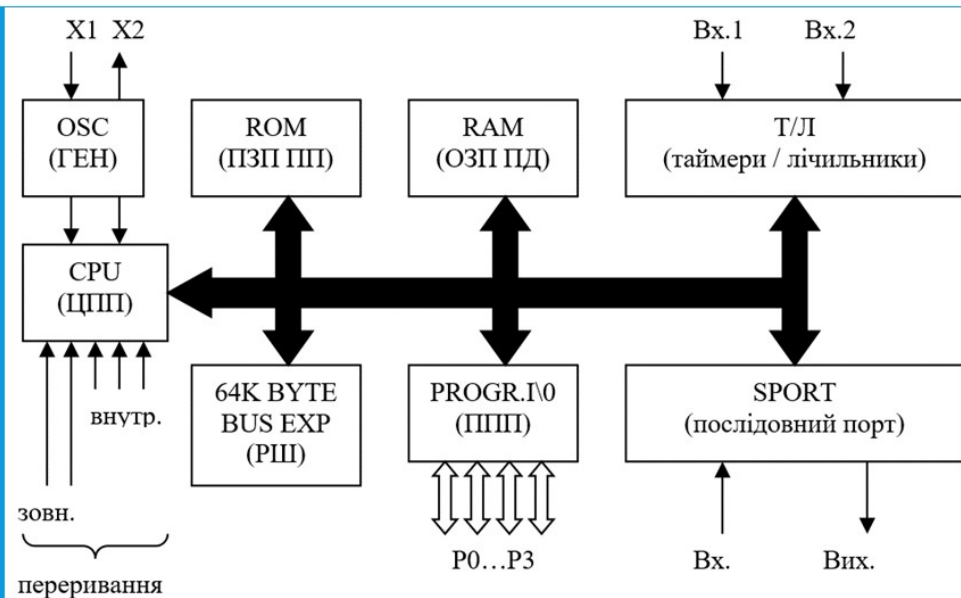 X1 X2
Вх.1 Вх.2
OSC
(ГЕН)
ROM
(ПЗП ПП)
RAM
(ОЗП ПД)
Т/Л
(таймери / лічильники)
CPU
(ЦПП)
внутр.
зовн.
переривання
64K BYTE
BUS EXP
(РШ)
PROGR.I\0
(ППП)
P0...P3
SPORT
(послідовний порт)
Вх. Вих.